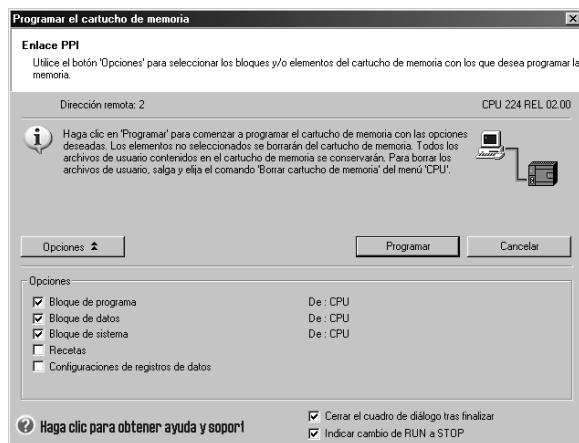 Programar el cartucho de memoria
Enlace PPI
Utilice el botón 'Opciones' para seleccionar los bloques y/o elementos del cartucho de memoria con los que desea programar la
memoria.
Dirección remota: 2
CPU 224 REL 02.00
Haga clic en 'Programar' para comenzar a programar el cartucho de memoria con las opciones
deseadas. Los elementos no seleccionados se borrarán del cartucho de memoria. Todos los
archivos de usuario contenidos en el cartucho de memoria se conservarán. Para borrar los
archivos de usuario, salga y elija el comando 'Borrar cartucho de memoria' del menú 'CPU'.
Opciones
Programar
Cancelar
Opciones
Bloque de programa De : CPU
Bloque de datos De : CPU
Bloque de sistema De : CPU
Recetas
Configuraciones de registros de datos
Haga clic para obtener ayuda y soport
Cerrar el cuadro de diálogo tras finalizar
Indicar cambio de RUN a STOP